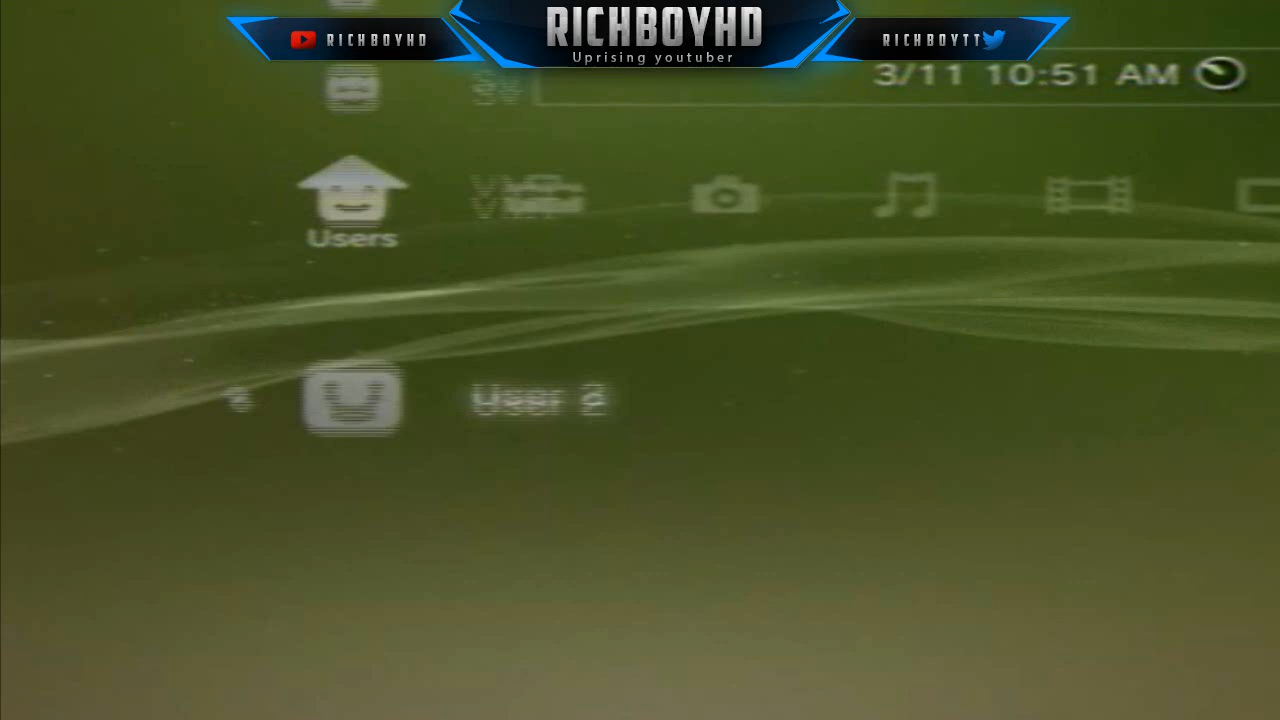 RICHBOYHD
RICHBOYHD
Uprising youtuber
RICHBOYTT
3/11 10:51 AM
Users
User 2